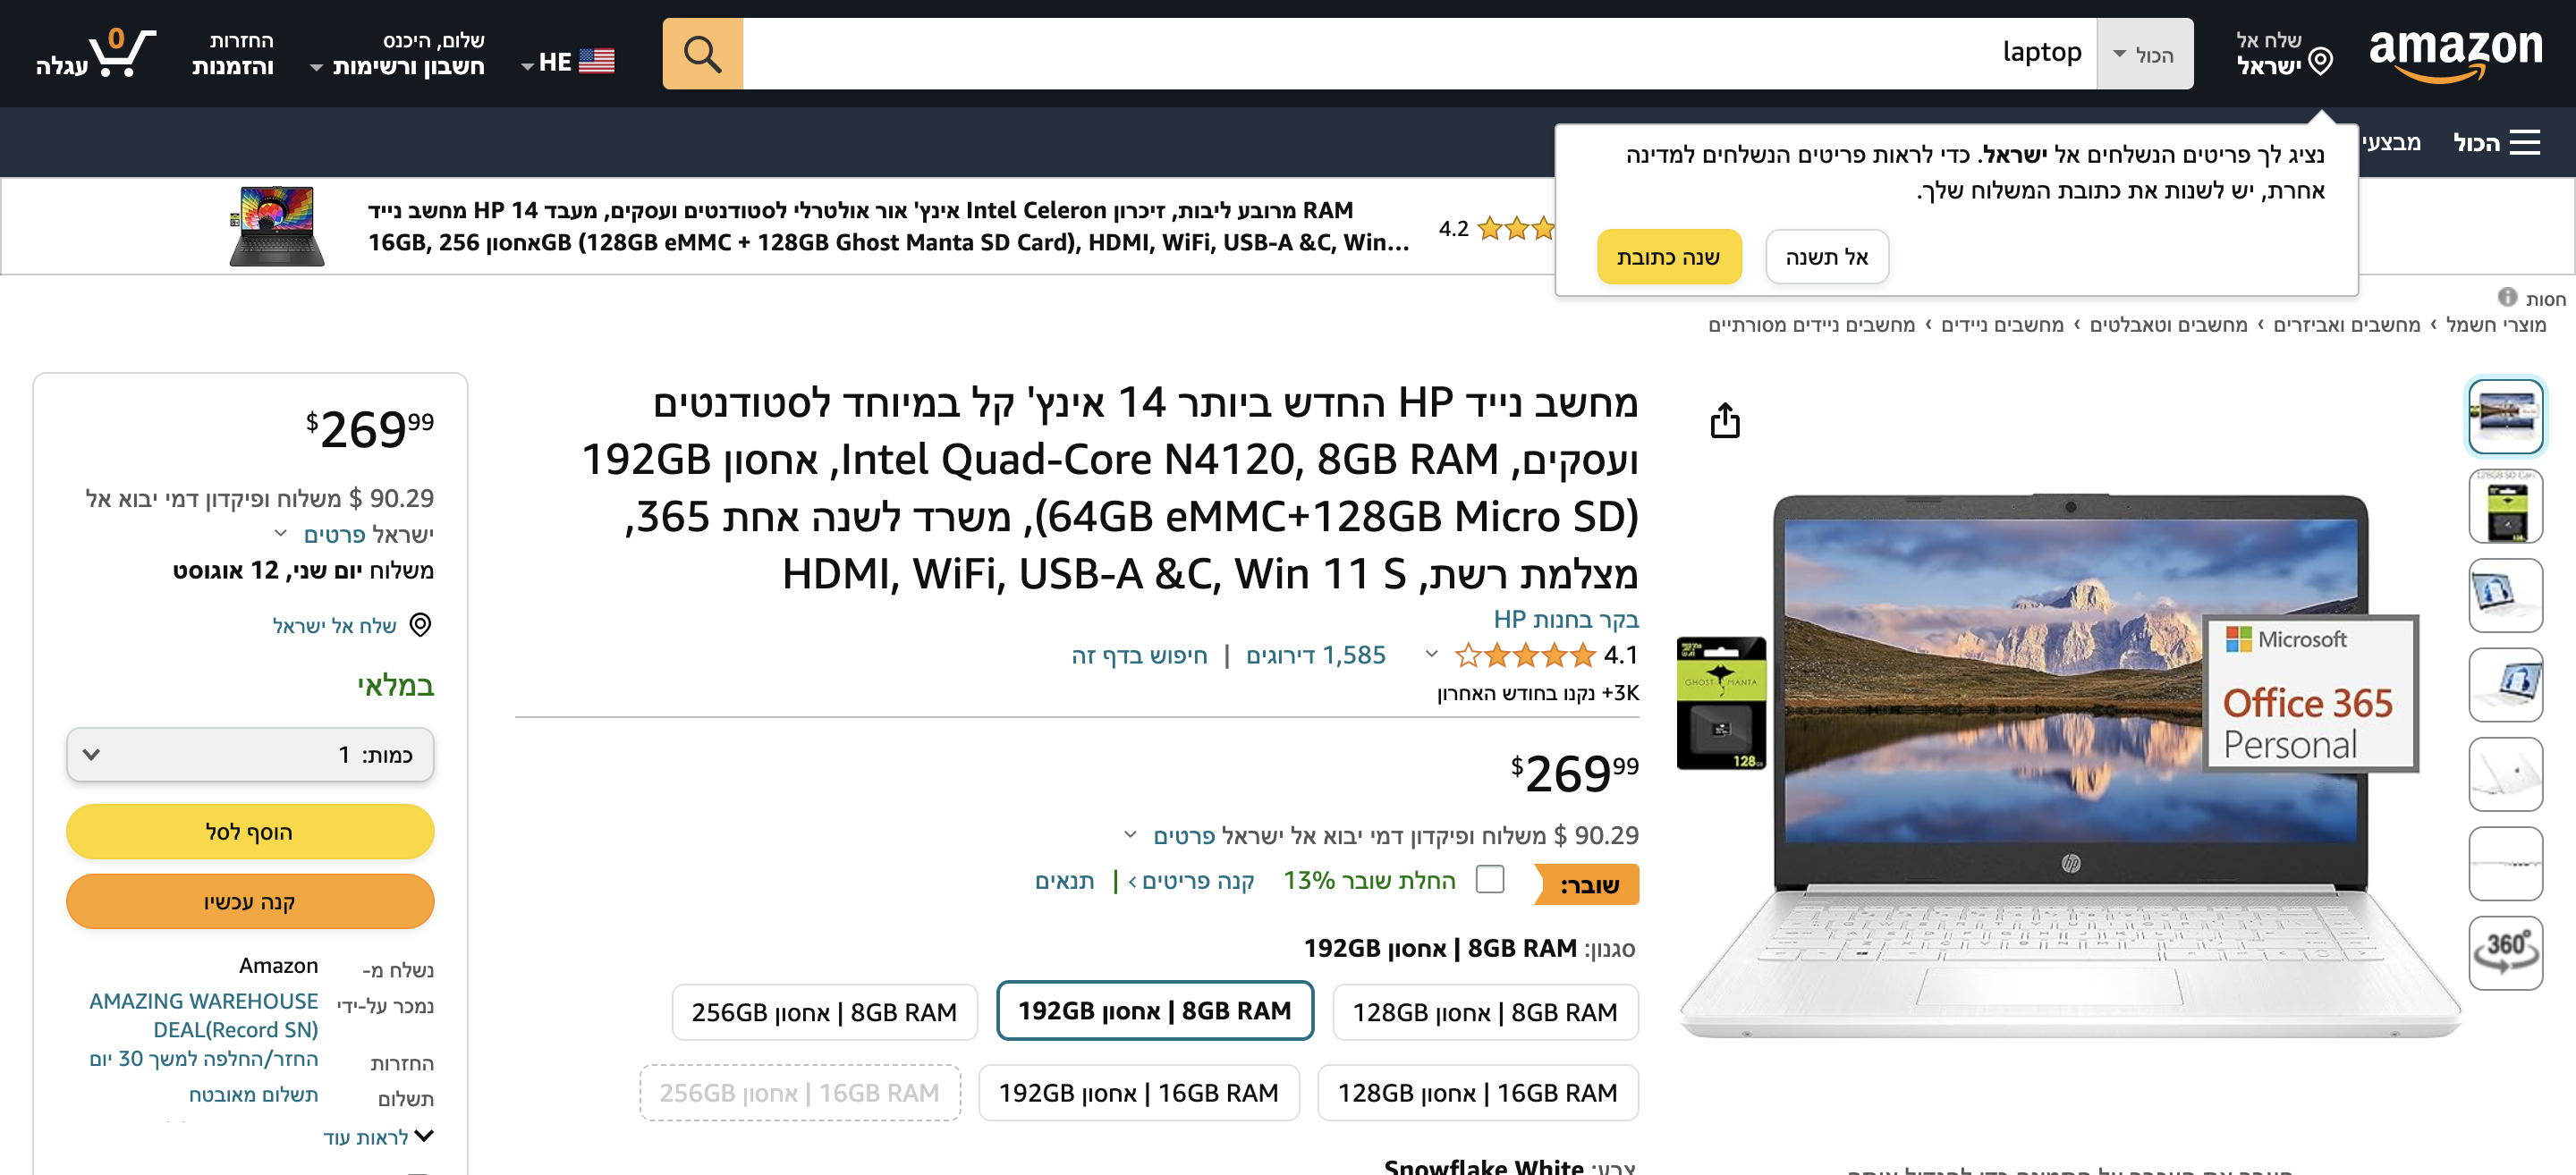 amazon
שלח אל
ישראל
הכול
laptop
HE
שלום, היכנס
חשבון ורשימות
החזרות
והזמנות
0
עגלה
הכול
מבצעי
נציג לך פריטים הנשלחים אל ישראל. כדי לראות פריטים הנשלחים למדינה
אחרת, יש לשנות את כתובת המשלוח שלך.
אל תשנה
שנה כתובת
4.2
RAM מרובע ליבות, זיכרון Intel Celeron אינץ' אור אולטרלי לסטודנטים ועסקים, מעבד HP 14 מחשב נייד
16GB, אחסון 256GB (128GB eMMC + 128GB Ghost Manta SD Card), HDMI, WiFi, USB-A &C, Win...
חסות
מוצרי חשמל › מחשבים ואביזרים › מחשבים וטאבלטים › מחשבים ניידים › מחשבים ניידים מסורתיים
Microsoft
Office 365
Personal
GHOST MANTA
128GB
hp
360°
מחשב נייד HP החדש ביותר 14 אינץ' קל במיוחד לסטודנטים
ועסקים, Intel Quad-Core N4120, 8GB RAM, אחסון 192GB
(64GB eMMC+128GB Micro SD), משרד לשנה אחת 365,
מצלמת רשת, HDMI, WiFi, USB-A &C, Win 11 S
בקר בחנות HP
4.1 1,585 דירוגים | חיפוש בדף זה
3K+ נקנו בחודש האחרון
$269.99
90.29 $ משלוח ופיקדון דמי יבוא אל ישראל פרטים
שובר: החלת שובר 13% קנה פריטים › | תנאים
סגנון: 8GB RAM | אחסון 192GB
8GB RAM | אחסון 128GB
8GB RAM | אחסון 192GB
8GB RAM | אחסון 256GB
16GB RAM | אחסון 128GB
16GB RAM | אחסון 192GB
16GB RAM | אחסון 256GB
צבע: Snowflake White
$269.99
90.29 $ משלוח ופיקדון דמי יבוא אל
ישראל פרטים
משלוח יום שני, 12 אוגוסט
שלח אל ישראל
במלאי
כמות: 1
הוסף לסל
קנה עכשיו
נשלח מ- Amazon
נמכר על-ידי AMAZING WAREHOUSE
DEAL(Record SN)
החזרות החזר/החלפה למשך 30 יום
תשלום תשלום מאובטח
לראות עוד